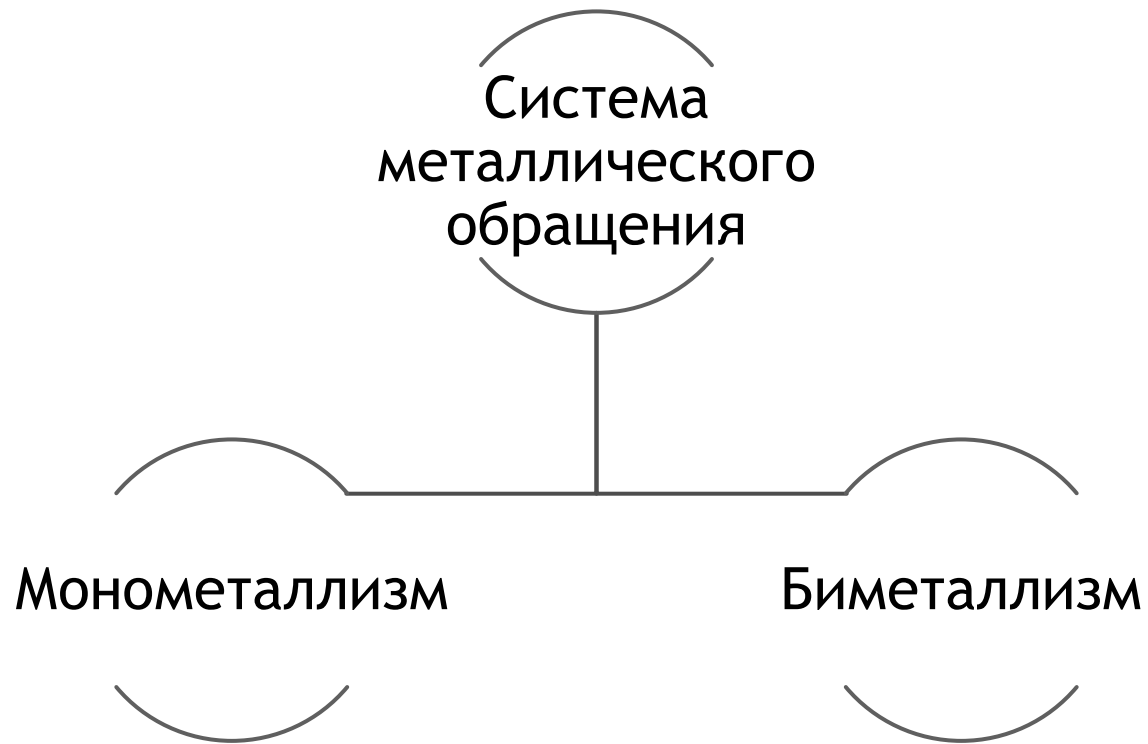 Система
металлического
обращения
Монометаллизм
Биметаллизм